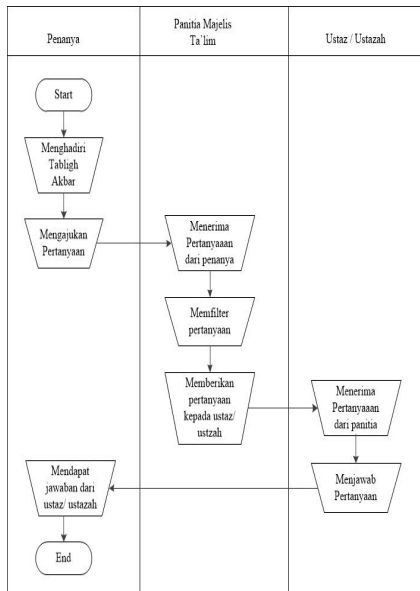 Penanya
Panitia Majelis
Ta'lim
Ustaz / Ustazah
Start
Menghadiri
Tabligh
Akbar
Mengajukan
Pertanyaan
Menerima
Pertanyaaan
dari penanya
Memfilter
pertanyaan
Memberikan
pertanyaan
kepada ustaz/
ustzah
Menerima
Pertanyaaan
dari panitia
Menjawab
Pertanyaan
Mendapat
jawaban dari
ustaz/ ustazah
End